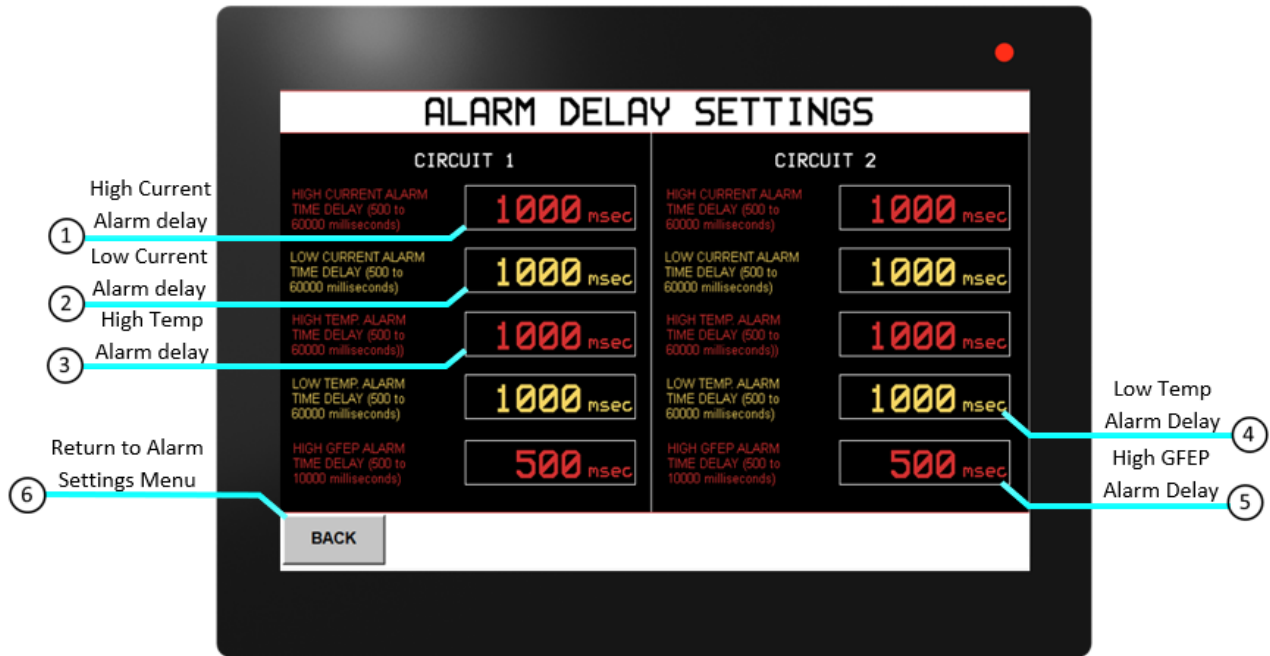 ALARM DELAY SETTINGS
CIRCUIT 1
HIGH CURRENT ALARM
TIME DELAY (500 to
60000 milliseconds)
1000 msec
LOW CURRENT ALARM
TIME DELAY (500 to
60000 milliseconds)
1000 msec
HIGH TEMP. ALARM
TIME DELAY (500 to
60000 milliseconds))
1000 msec
LOW TEMP. ALARM
TIME DELAY (500 to
60000 milliseconds)
1000 msec
HIGH GFEP ALARM
TIME DELAY (500 to
10000 milliseconds)
500 msec
CIRCUIT 2
HIGH CURRENT ALARM
TIME DELAY (500 to
60000 milliseconds)
1000 msec
LOW CURRENT ALARM
TIME DELAY (500 to
60000 milliseconds)
1000 msec
HIGH TEMP. ALARM
TIME DELAY (500 to
60000 milliseconds))
1000 msec
LOW TEMP. ALARM
TIME DELAY (500 to
60000 milliseconds)
1000 msec
HIGH GFEP ALARM
TIME DELAY (500 to
10000 milliseconds)
500 msec
BACK
High Current
Alarm delay
1
Low Current
Alarm delay
2
High Temp
Alarm delay
3
Low Temp
Alarm Delay
4
High GFEP
Alarm Delay
5
Return to Alarm
Settings Menu
6